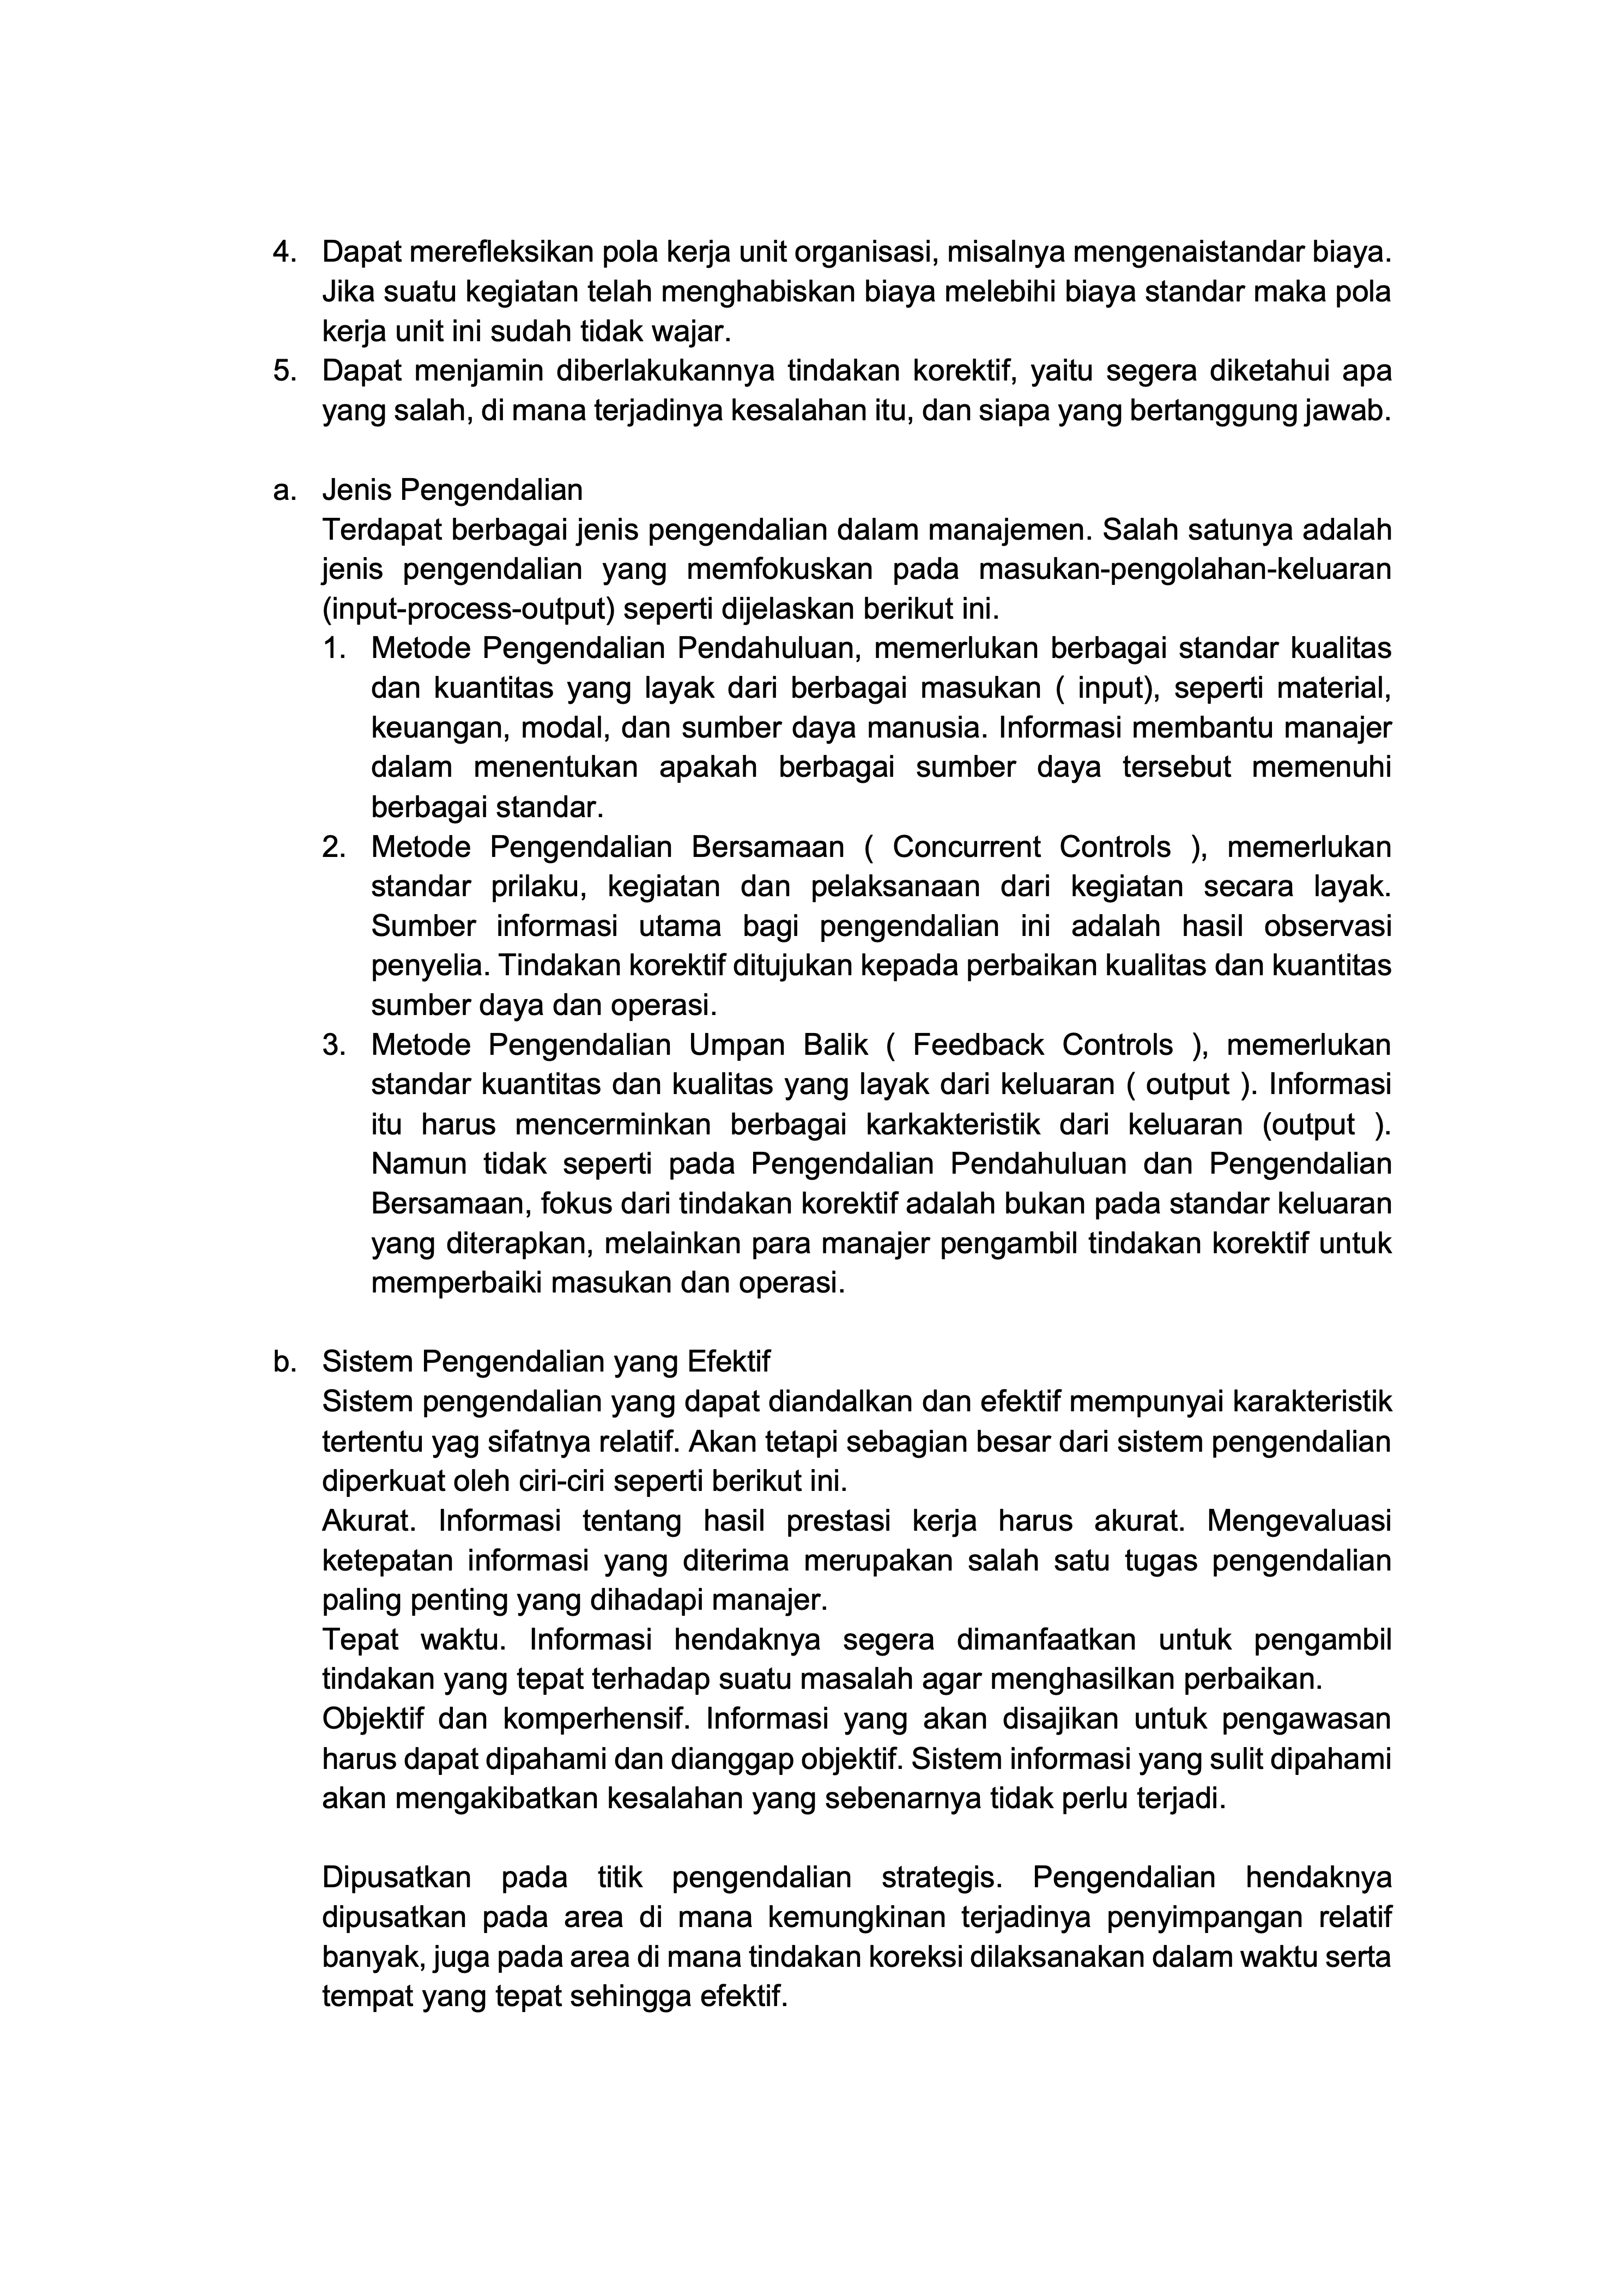 4. Dapat merefleksikan pola kerja unit organisasi, misalnya mengenaistandar biaya.
Jika suatu kegiatan telah menghabiskan biaya melebihi biaya standar maka pola
kerja unit ini sudah tidak wajar.
5. Dapat menjamin diberlakukannya tindakan korektif, yaitu segera diketahui apa
yang salah, di mana terjadinya kesalahan itu, dan siapa yang bertanggung jawab.
a. Jenis Pengendalian
Terdapat berbagai jenis pengendalian dalam manajemen. Salah satunya adalah
jenis pengendalian yang memfokuskan pada masukan-pengolahan-keluaran
(input-process-output) seperti dijelaskan berikut ini.
1. Metode Pengendalian Pendahuluan, memerlukan berbagai standar kualitas
dan kuantitas yang layak dari berbagai masukan ( input), seperti material,
keuangan, modal, dan sumber daya manusia. Informasi membantu manajer
dalam menentukan apakah berbagai sumber daya tersebut memenuhi
berbagai standar.
2. Metode Pengendalian Bersamaan ( Concurrent Controls ), memerlukan
standar prilaku, kegiatan dan pelaksanaan dari kegiatan secara layak.
Sumber informasi utama bagi pengendalian ini adalah hasil observasi
penyelia. Tindakan korektif ditujukan kepada perbaikan kualitas dan kuantitas
sumber daya dan operasi.
3. Metode Pengendalian Umpan Balik ( Feedback Controls ), memerlukan
standar kuantitas dan kualitas yang layak dari keluaran ( output ). Informasi
itu harus mencerminkan berbagai karkakteristik dari keluaran (output ).
Namun tidak seperti pada Pengendalian Pendahuluan dan Pengendalian
Bersamaan, fokus dari tindakan korektif adalah bukan pada standar keluaran
yang diterapkan, melainkan para manajer pengambil tindakan korektif untuk
memperbaiki masukan dan operasi.
b. Sistem Pengendalian yang Efektif
Sistem pengendalian yang dapat diandalkan dan efektif mempunyai karakteristik
tertentu yag sifatnya relatif. Akan tetapi sebagian besar dari sistem pengendalian
diperkuat oleh ciri-ciri seperti berikut ini.
Akurat. Informasi tentang hasil prestasi kerja harus akurat. Mengevaluasi
ketepatan informasi yang diterima merupakan salah satu tugas pengendalian
paling penting yang dihadapi manajer.
Tepat waktu. Informasi hendaknya segera dimanfaatkan untuk pengambil
tindakan yang tepat terhadap suatu masalah agar menghasilkan perbaikan.
Objektif dan komperhensif. Informasi yang akan disajikan untuk pengawasan
harus dapat dipahami dan dianggap objektif. Sistem informasi yang sulit dipahami
akan mengakibatkan kesalahan yang sebenarnya tidak perlu terjadi.
Dipusatkan pada titik pengendalian strategis. Pengendalian hendaknya
dipusatkan pada area di mana kemungkinan terjadinya penyimpangan relatif
banyak, juga pada area di mana tindakan koreksi dilaksanakan dalam waktu serta
tempat yang tepat sehingga efektif.